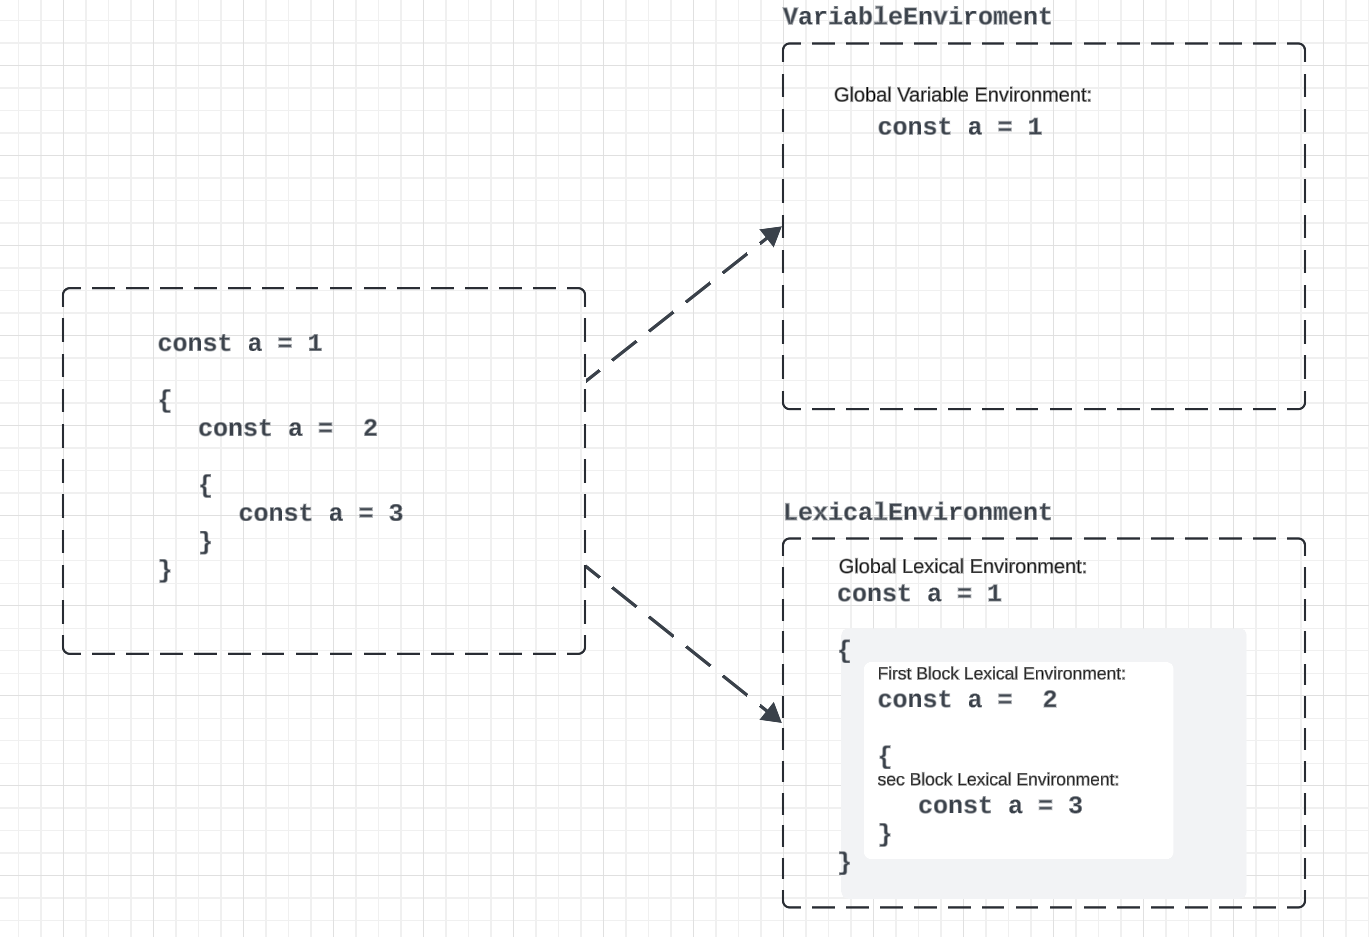 VariableEnviroment
Global Variable Environment:
const a = 1
const a = 1
{
const a =  2
{
const a = 3
}
}
LexicalEnvironment
Global Lexical Environment:
const a = 1
{
First Block Lexical Environment:
const a =  2
{
sec Block Lexical Environment:
const a = 3
}
}